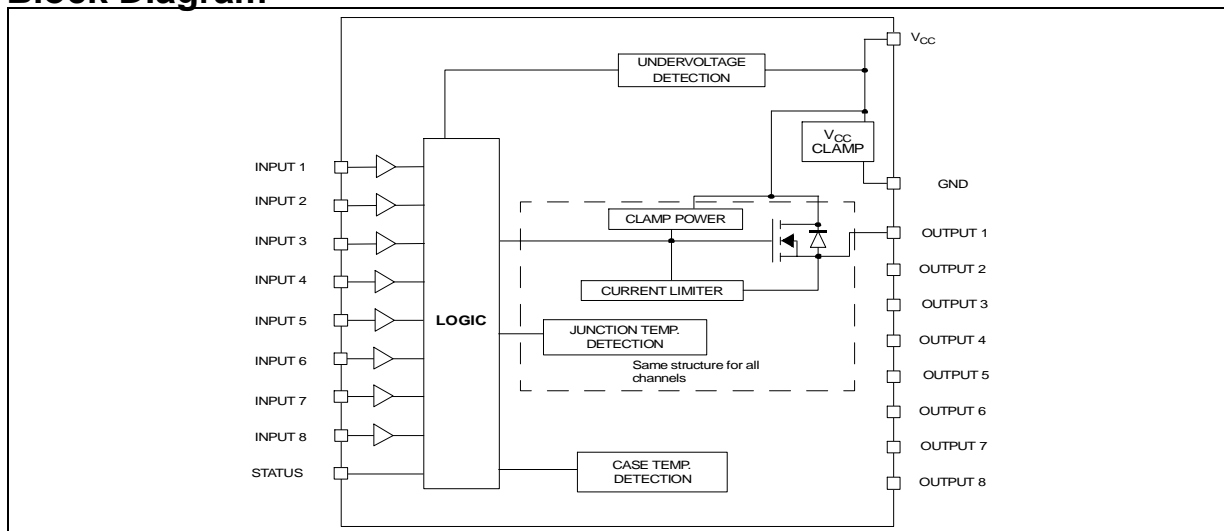 Block Diagram
VCC
UNDERVOLTAGE
DETECTION
VCC
CLAMP
INPUT 1
GND
INPUT 2
CLAMP POWER
OUTPUT 1
INPUT 3
OUTPUT 2
INPUT 4
CURRENT LIMITER
OUTPUT 3
INPUT 5
LOGIC
JUNCTION TEMP.
DETECTION
OUTPUT 4
INPUT 6
Same structure for all
channels
OUTPUT 5
INPUT 7
OUTPUT 6
INPUT 8
OUTPUT 7
STATUS
CASE TEMP.
DETECTION
OUTPUT 8